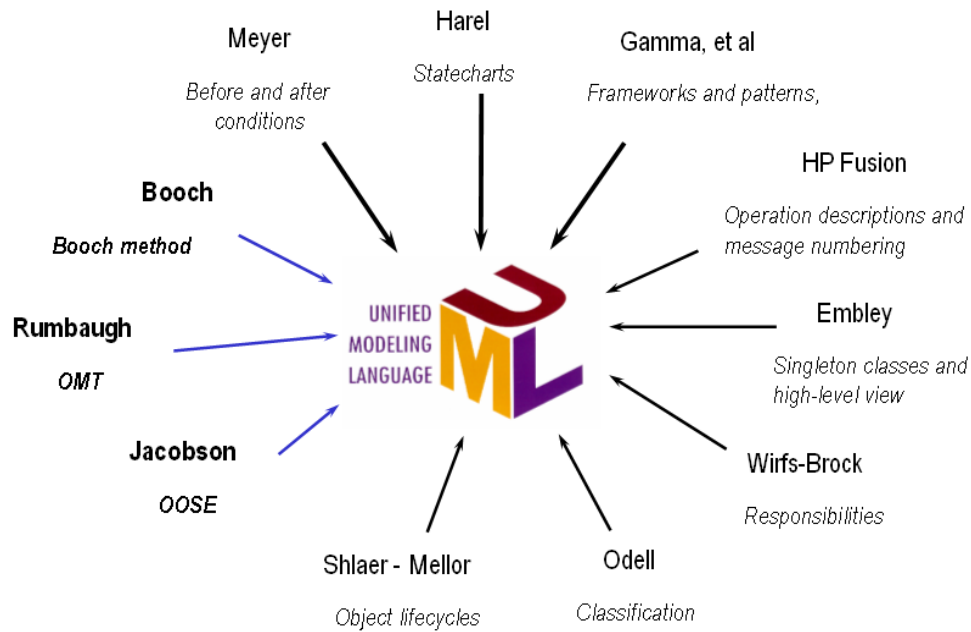 Harel
Statecharts
Meyer
Before and after
conditions
Gamma, et al
Frameworks and patterns,
HP Fusion
Operation descriptions and
message numbering
Booch
Booch method
Rumbaugh
OMT
Jacobson
OOSE
UNIFIED
MODELING
LANGUAGE
UML
Embley
Singleton classes and
high-level view
Wirfs-Brock
Responsibilities
Shlaer - Mellor
Object lifecycles
Odell
Classification